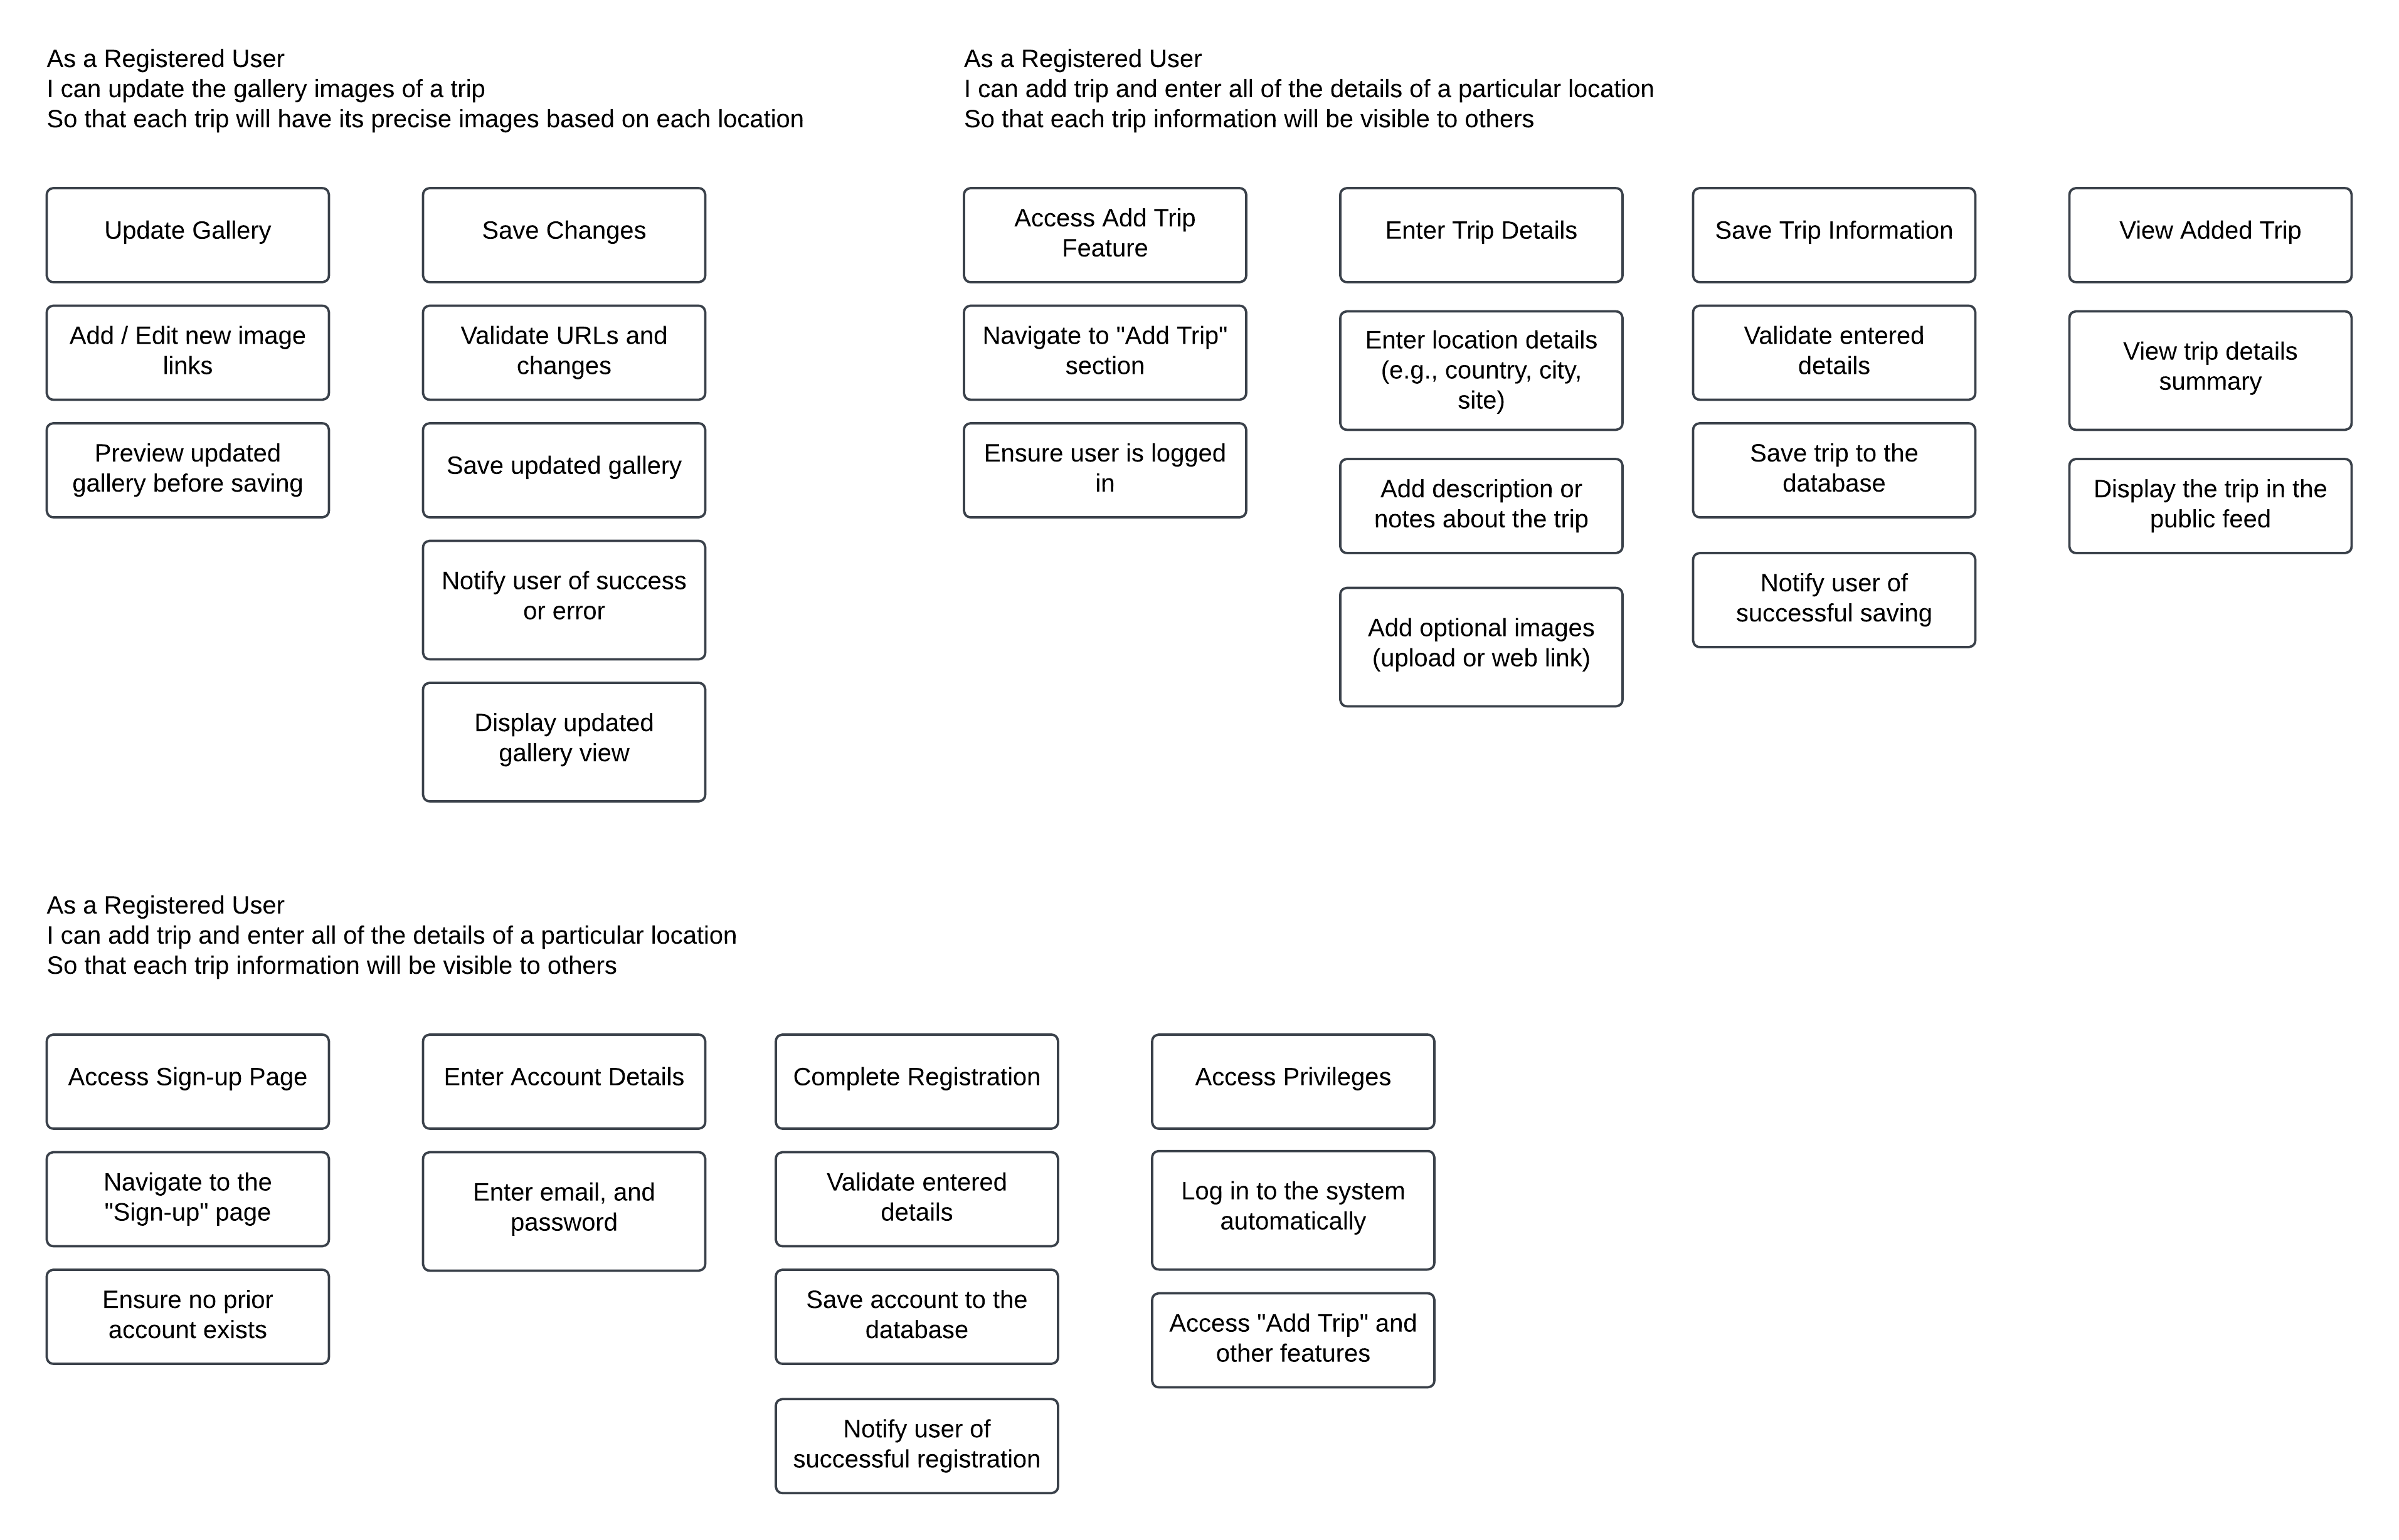 As a Registered User
I can update the gallery images of a trip
So that each trip will have its precise images based on each location
Update Gallery
Add / Edit new image
links
Preview updated
gallery before saving
Save Changes
Validate URLs and
changes
Save updated gallery
Notify user of success
or error
Display updated
gallery view
As a Registered User
I can add trip and enter all of the details of a particular location
So that each trip information will be visible to others
Access Add Trip
Feature
Navigate to "Add Trip"
section
Ensure user is logged
in
Enter Trip Details
Enter location details
(e.g., country, city,
site)
Add description or
notes about the trip
Add optional images
(upload or web link)
Save Trip Information
Validate entered
details
Save trip to the
database
Notify user of
successful saving
View Added Trip
View trip details
summary
Display the trip in the
public feed
As a Registered User
I can add trip and enter all of the details of a particular location
So that each trip information will be visible to others
Access Sign-up Page
Navigate to the
"Sign-up" page
Ensure no prior
account exists
Enter Account Details
Enter email, and
password
Complete Registration
Validate entered
details
Save account to the
database
Notify user of
successful registration
Access Privileges
Log in to the system
automatically
Access "Add Trip" and
other features